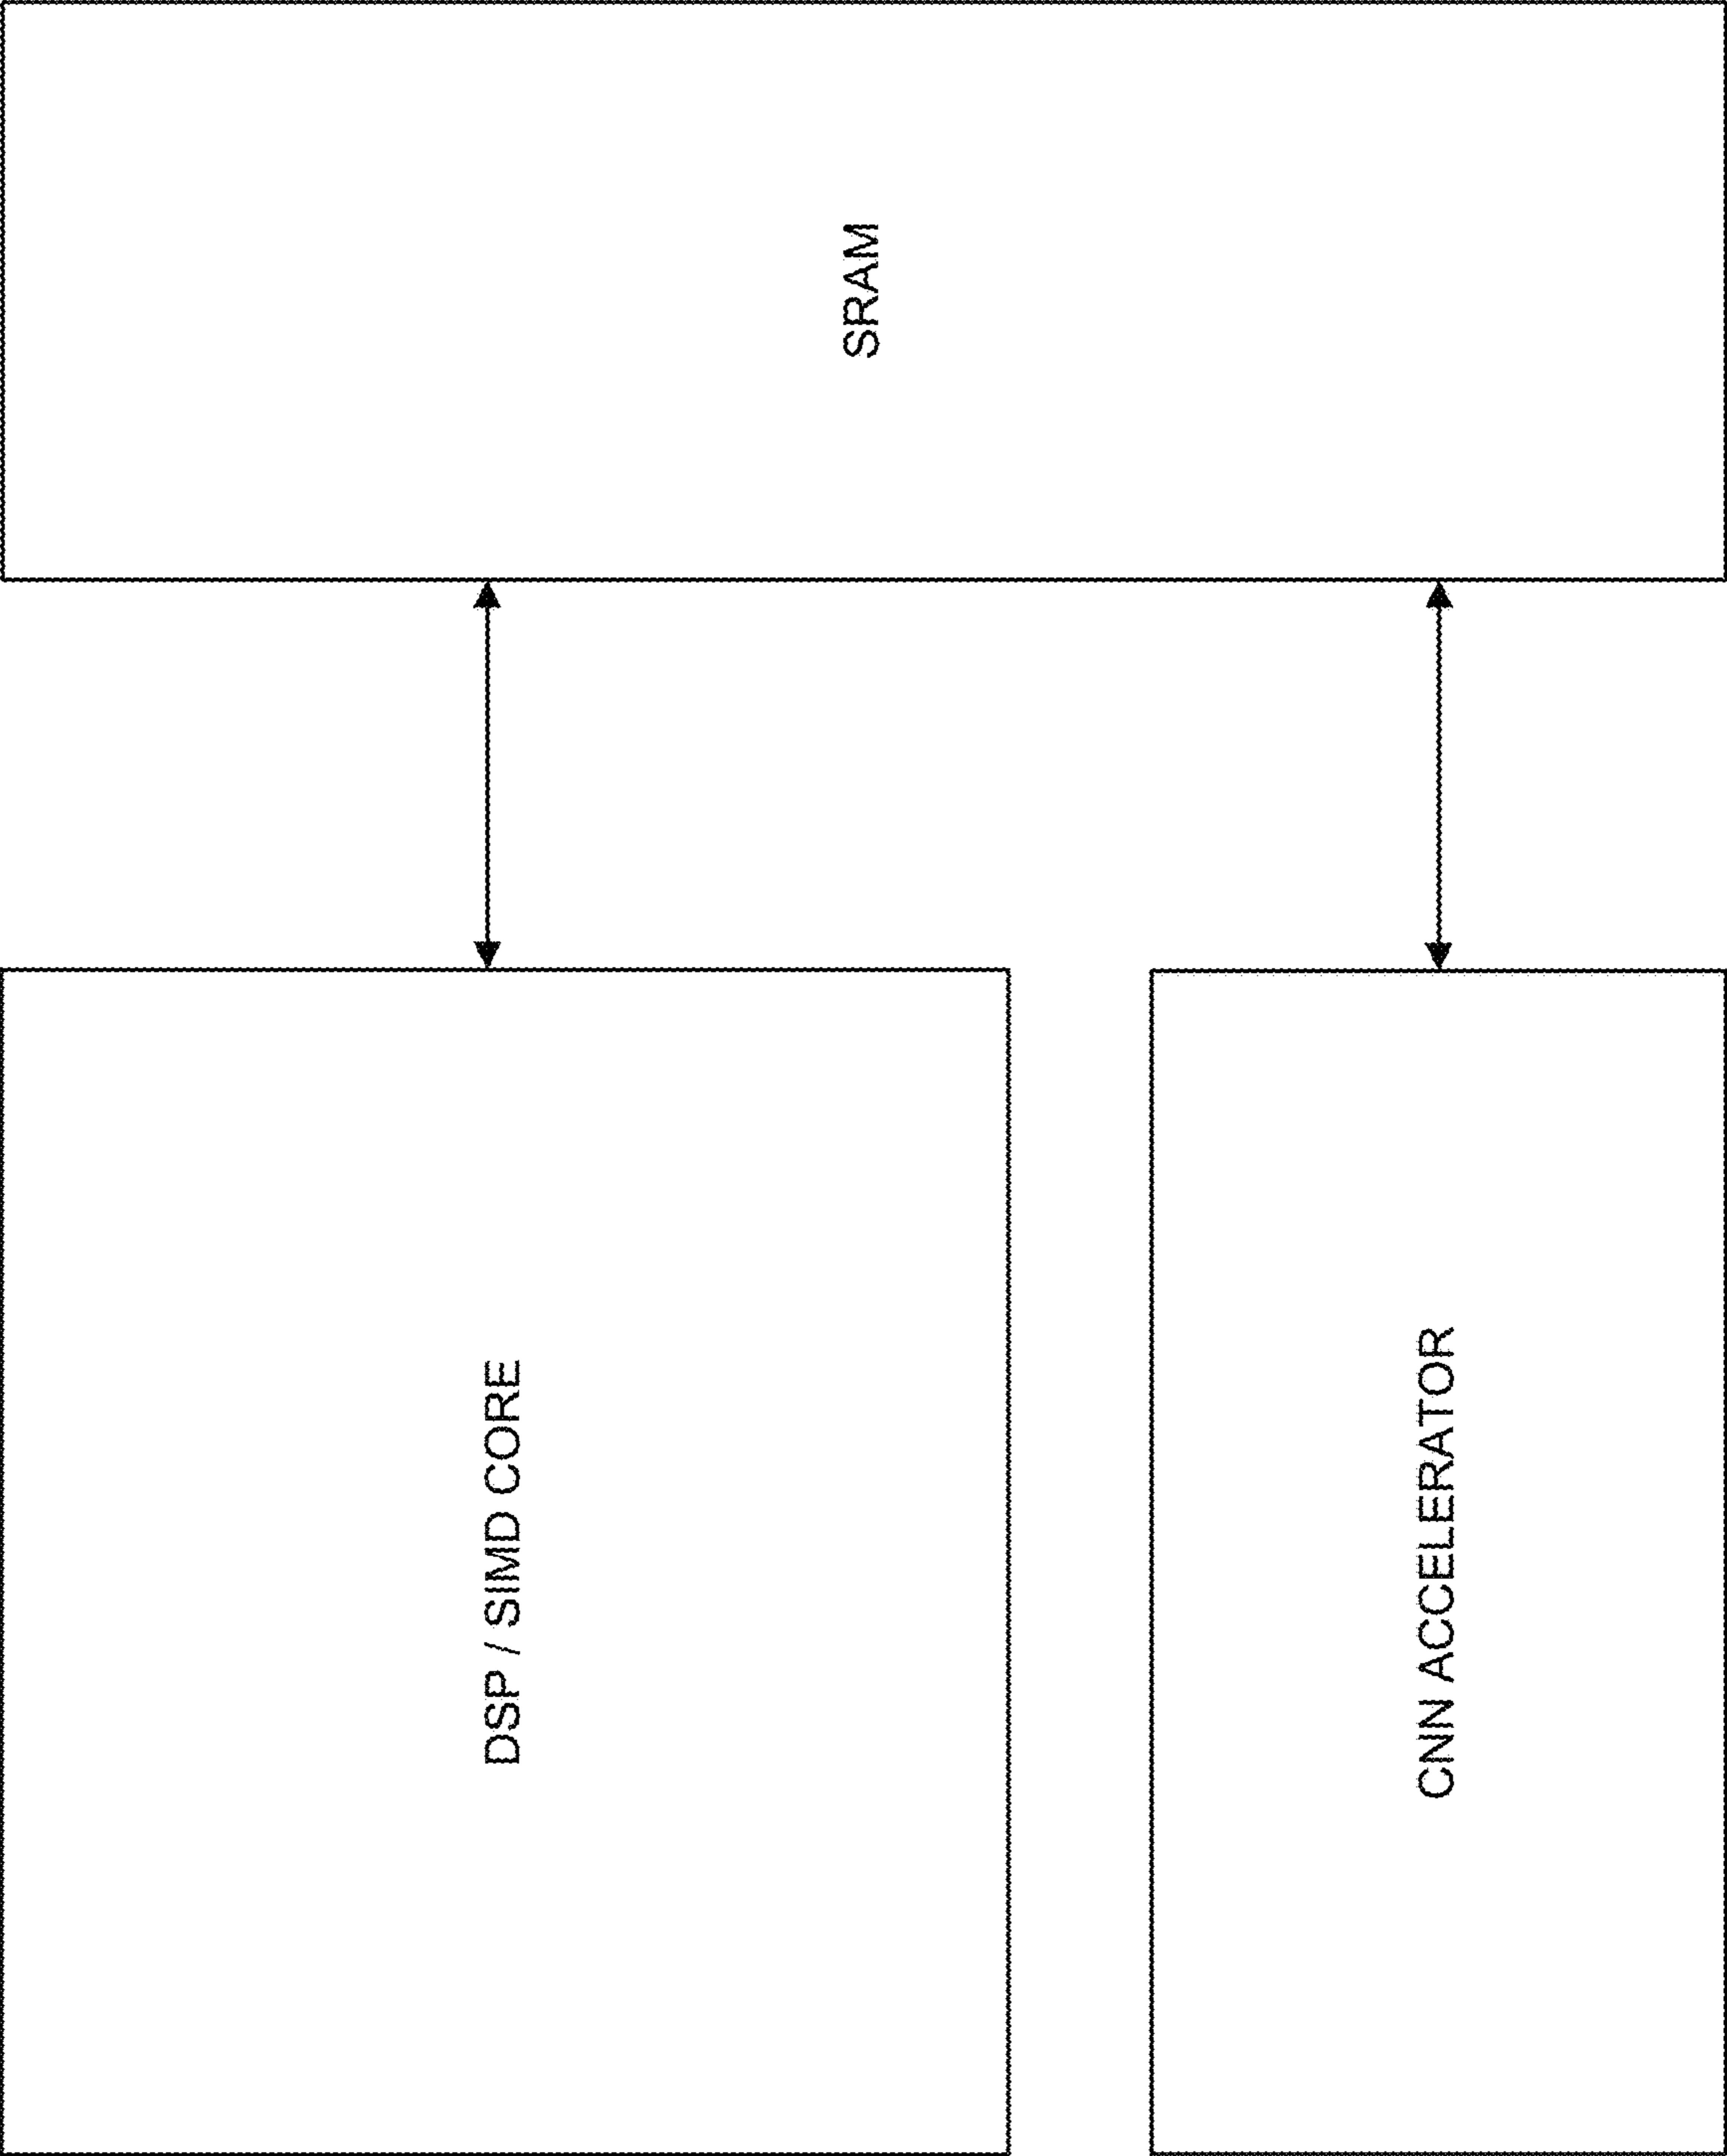 DSP / SIMD CORE
SRAM
CNN ACCELERATOR